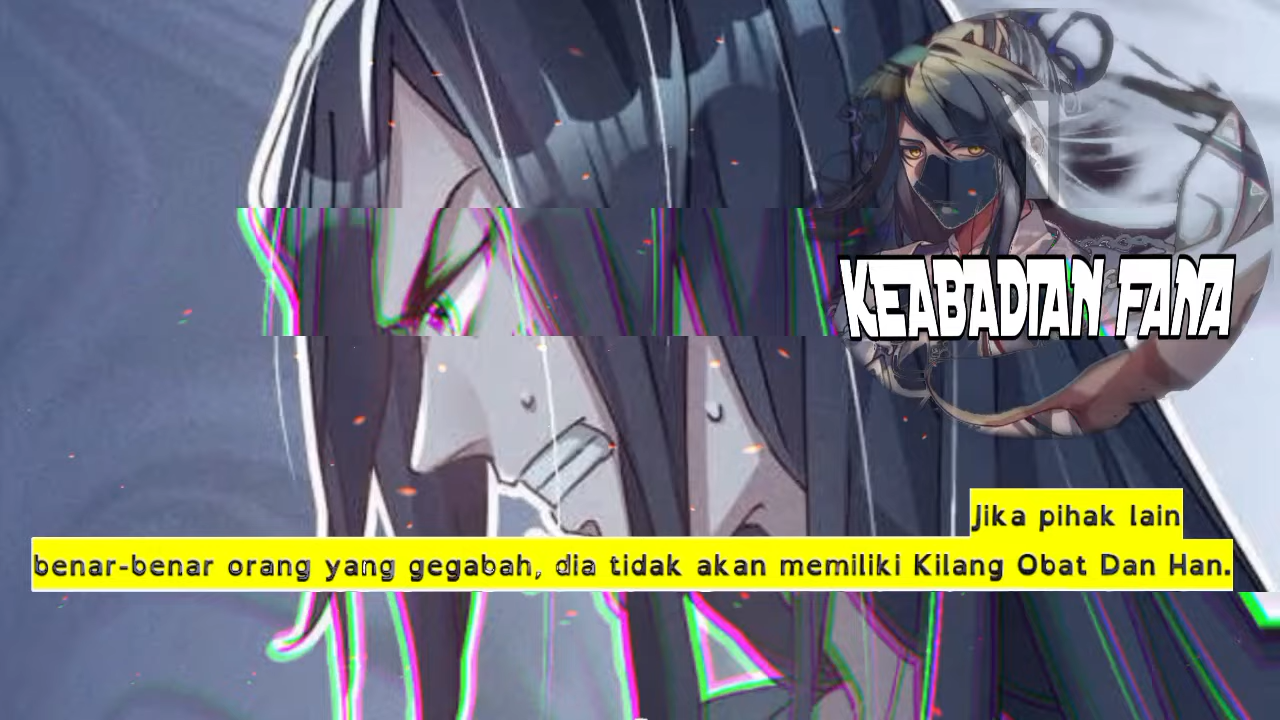 KEABADIAN FANA
Jika pihak lain
benar-benar orang yang gegabah, dia tidak akan memiliki Kilang Obat Dan Han.